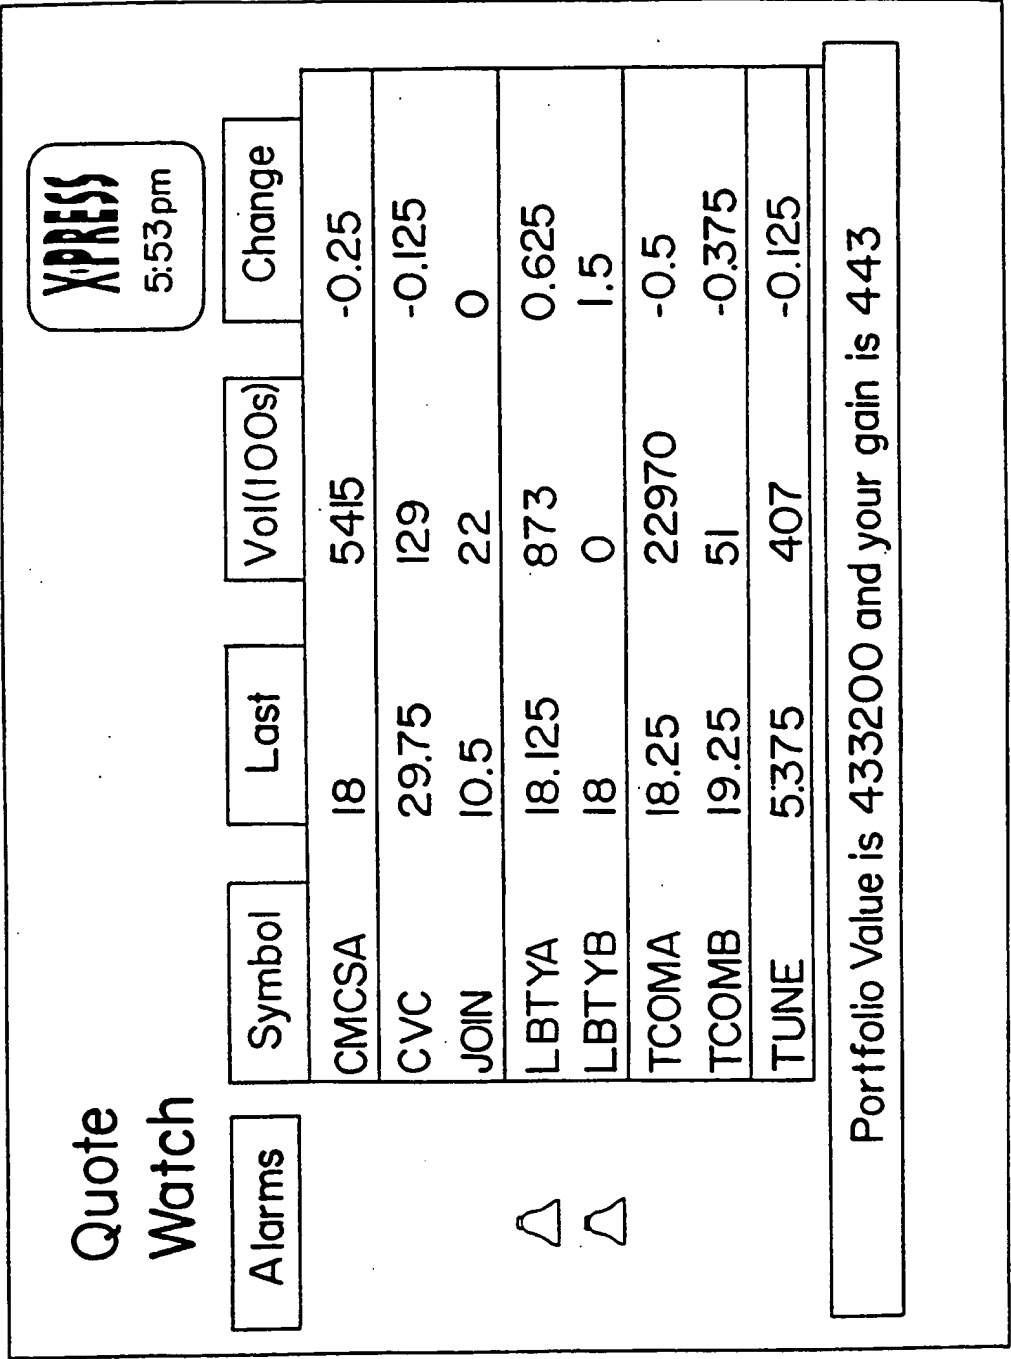 Quote
Watch
X•PRESS
5:53pm
Alarms Symbol Last Vol(100s) Change
CMCSA 18 5415 -0.25
CVC 29.75 129 -0.125
JOIN 10.5 22 0
LBTYA 18.125 873 0.625
LBTYB 18 0 1.5
TCOMA 18.25 22970 -0.5
TCOMB 19.25 51 -0.375
TUNE 5.375 407 -0.125
Portfolio Value is 433200 and your gain is 443